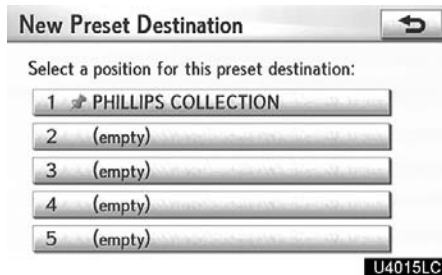 New Preset Destination
Select a position for this preset destination:
1 PHILLIPS COLLECTION
2 (empty)
3 (empty)
4 (empty)
5 (empty)
U4015LC